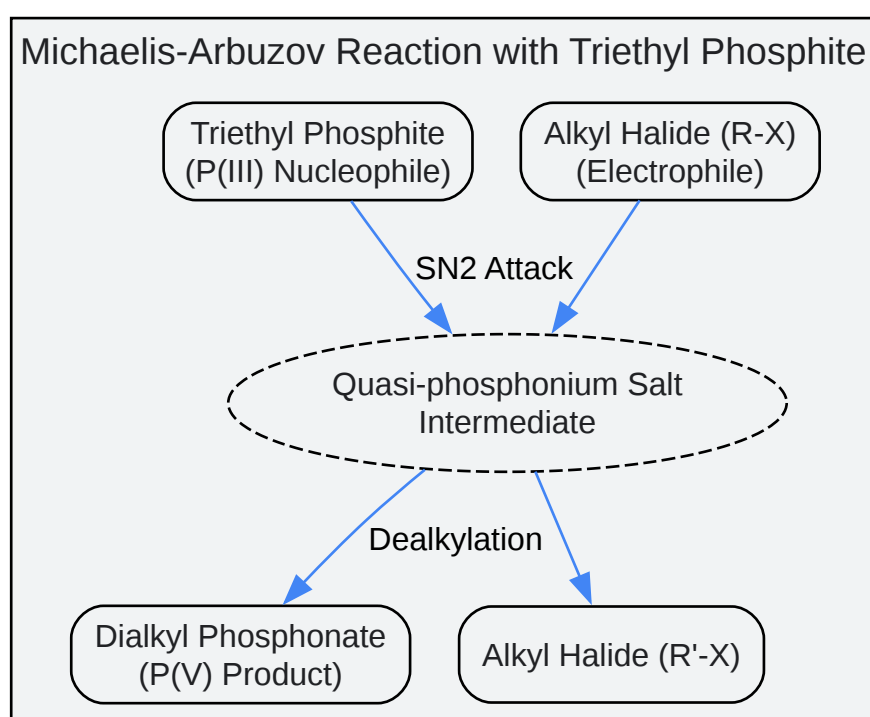 Michaelis-Arbuzov Reaction with Triethyl Phosphite
Triethyl Phosphite
(P(III) Nucleophile)
Alkyl Halide (R-X)
(Electrophile)
SN2 Attack
Quasi-phosphonium Salt
Intermediate
Dealkylation
Dialkyl Phosphonate
(P(V) Product)
Alkyl Halide (R'-X)